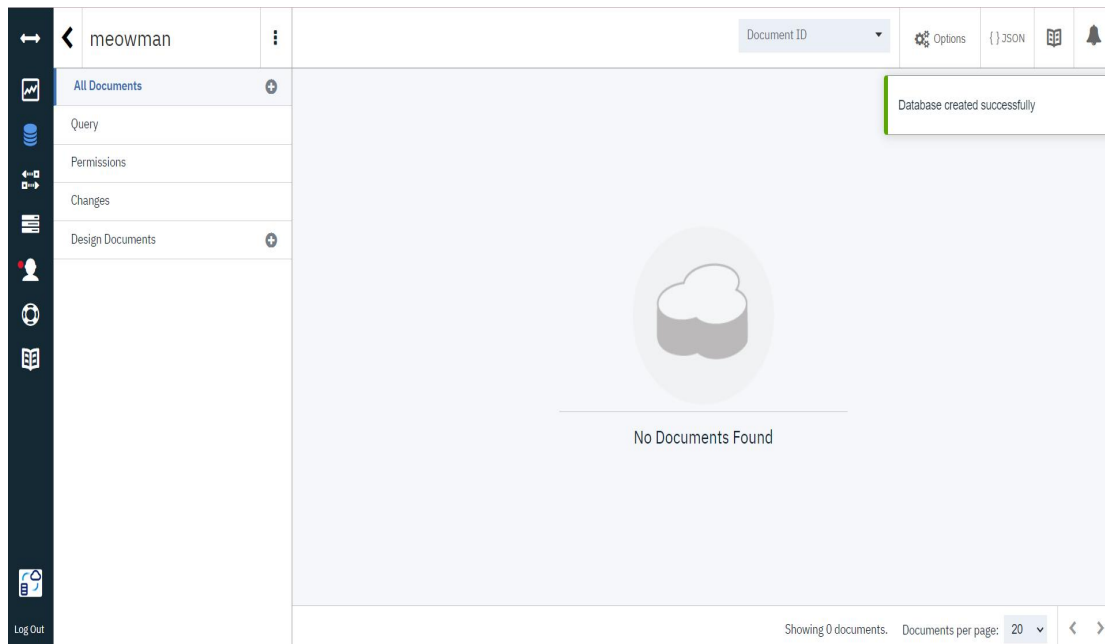 meowman
Document ID
Options
{ } JSON
All Documents
Database created successfully
Query
Permissions
Changes
Design Documents
No Documents Found
Log Out
Showing 0 documents. Documents per page: 20